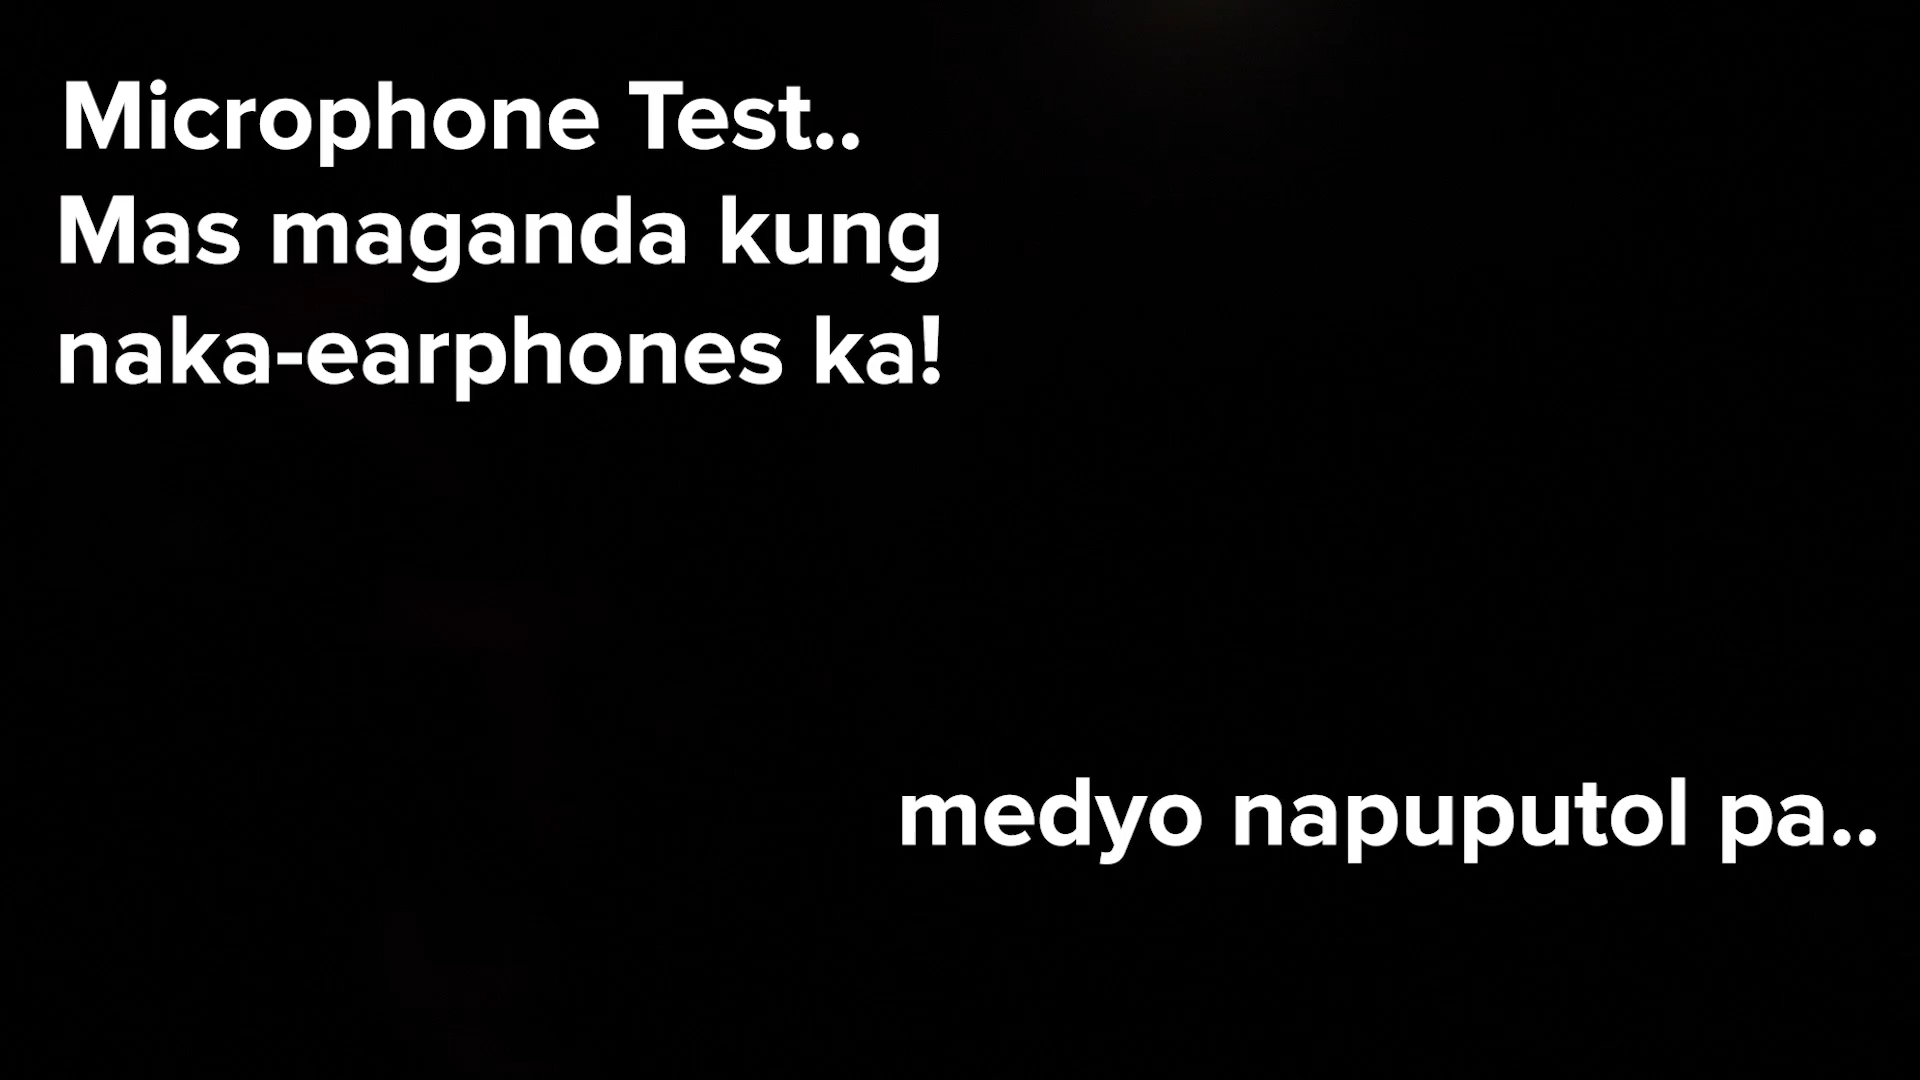 Microphone Test..
Mas maganda kung
naka-earphones ka!
medyo napuputol pa..